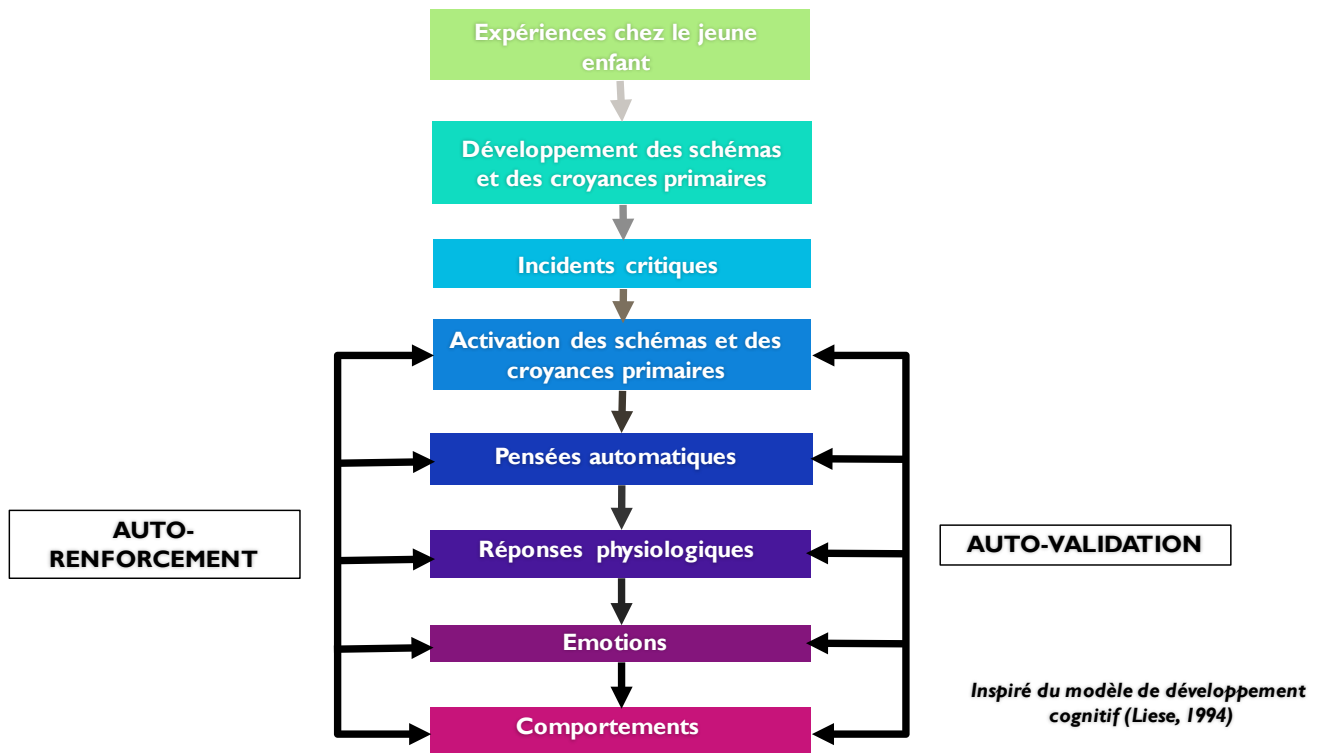 Expériences chez le jeune
enfant
Développement des schémas
et des croyances primaires
Incidents critiques
Activation des schémas et des
croyances primaires
Pensées automatiques
AUTO-
RENFORCEMENT
Réponses physiologiques
AUTO-VALIDATION
Emotions
Comportements
Inspiré du modèle de développement
cognitif (Liese, 1994)